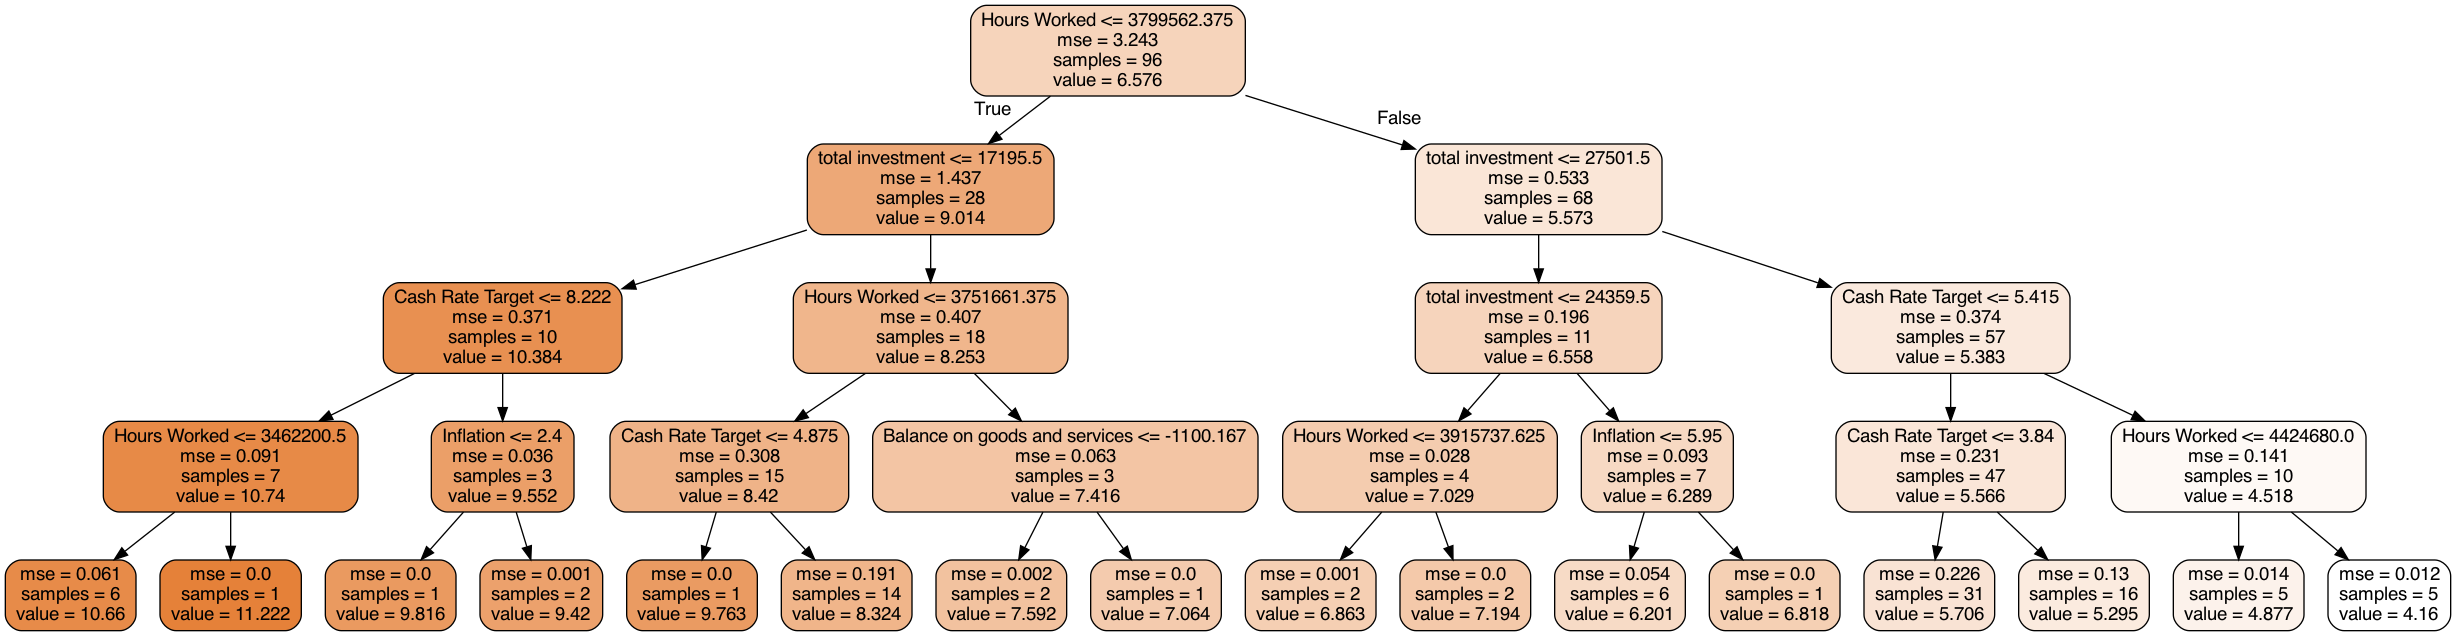 Hours Worked <= 3799562.375
mse = 3.243
samples = 96
value = 6.576
True
False
total investment <= 17195.5
mse = 1.437
samples = 28
value = 9.014
total investment <= 27501.5
mse = 0.533
samples = 68
value = 5.573
Cash Rate Target <= 8.222
mse = 0.371
samples = 10
value = 10.384
Hours Worked <= 3751661.375
mse = 0.407
samples = 18
value = 8.253
total investment <= 24359.5
mse = 0.196
samples = 11
value = 6.558
Cash Rate Target <= 5.415
mse = 0.374
samples = 57
value = 5.383
Hours Worked <= 3462200.5
mse = 0.091
samples = 7
value = 10.74
Inflation <= 2.4
mse = 0.036
samples = 3
value = 9.552
Cash Rate Target <= 4.875
mse = 0.308
samples = 15
value = 8.42
Balance on goods and services <= -1100.167
mse = 0.063
samples = 3
value = 7.416
Hours Worked <= 3915737.625
mse = 0.028
samples = 4
value = 7.029
Inflation <= 5.95
mse = 0.093
samples = 7
value = 6.289
Cash Rate Target <= 3.84
mse = 0.231
samples = 47
value = 5.566
Hours Worked <= 4424680.0
mse = 0.141
samples = 10
value = 4.518
mse = 0.061
samples = 6
value = 10.66
mse = 0.0
samples = 1
value = 11.222
mse = 0.0
samples = 1
value = 9.816
mse = 0.001
samples = 2
value = 9.42
mse = 0.0
samples = 1
value = 9.763
mse = 0.191
samples = 14
value = 8.324
mse = 0.002
samples = 2
value = 7.592
mse = 0.0
samples = 1
value = 7.064
mse = 0.001
samples = 2
value = 6.863
mse = 0.0
samples = 2
value = 7.194
mse = 0.054
samples = 6
value = 6.201
mse = 0.0
samples = 1
value = 6.818
mse = 0.226
samples = 31
value = 5.706
mse = 0.13
samples = 16
value = 5.295
mse = 0.014
samples = 5
value = 4.877
mse = 0.012
samples = 5
value = 4.16